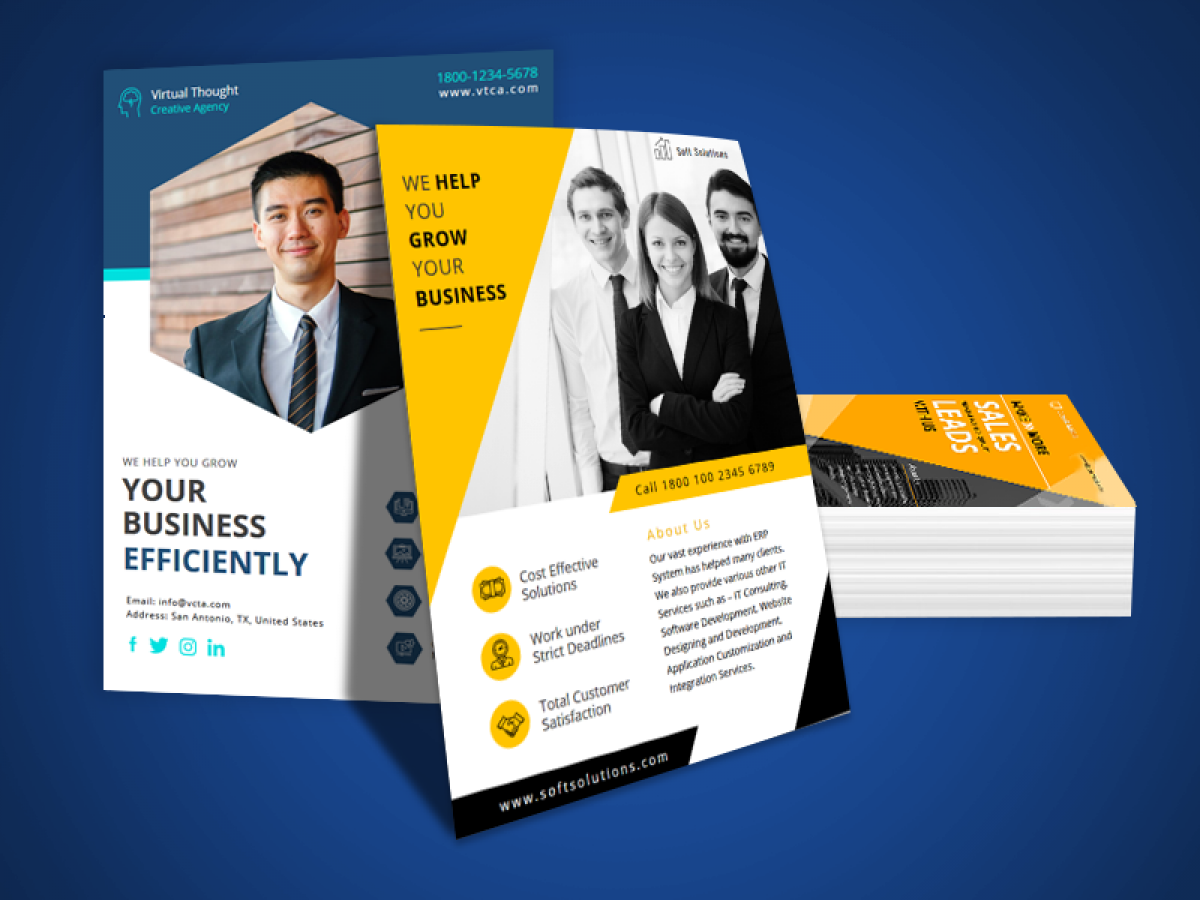 Virtual Thought
Creative Agency
1800-1234-5678
www.vtca.com
WE HELP YOU GROW
YOUR
BUSINESS
EFFICIENTLY
Email: info@vcta.com
Address: San Antonio, TX, United States
Soft Solutions
WE HELP
YOU
GROW
YOUR
BUSINESS
Call 1800 100 2345 6789
Cost Effective
Solutions
Work under
Strict Deadlines
Total Customer
Satisfaction
About Us
Our vast experience with ERP
System has helped many clients.
We also provide various other IT
Services such as – IT Consulting,
Software Development, Website
Designing and Development,
Application Customization and
Integration Services.
www.softsolutions.com
SALES
LEADS
WITH US